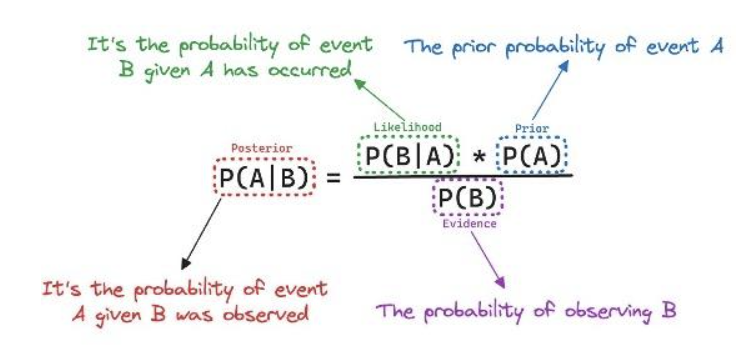 It's the probability of event
B given A has occurred
The prior probability of event A
Likelihood
Prior
Posterior
P(B|A) * P(A)
P(A|B) =
P(B)
Evidence
It's the probability of event
A given B was observed
The probability of observing B